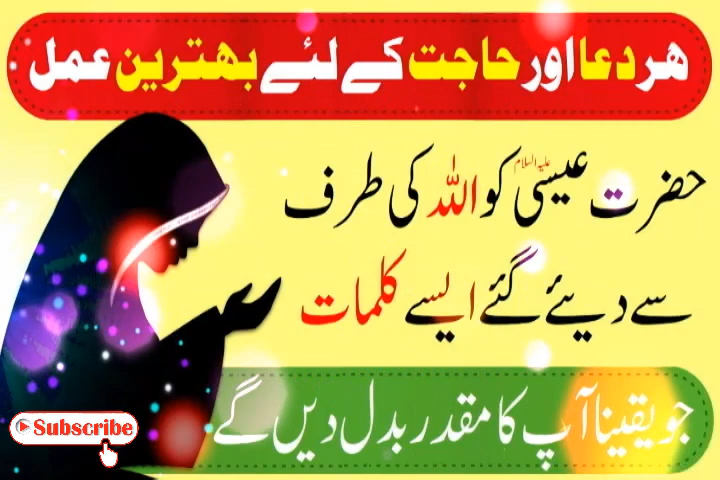 ھر دعا اور حاجت کے لئے بہترین عمل
حضرت عیسیٰ علیہ السلام کو اللہ کی طرف
سے دیئے گئے ایسے کلمات
جو یقینا آپ کا مقدر بدل دیں گے
Subscribe